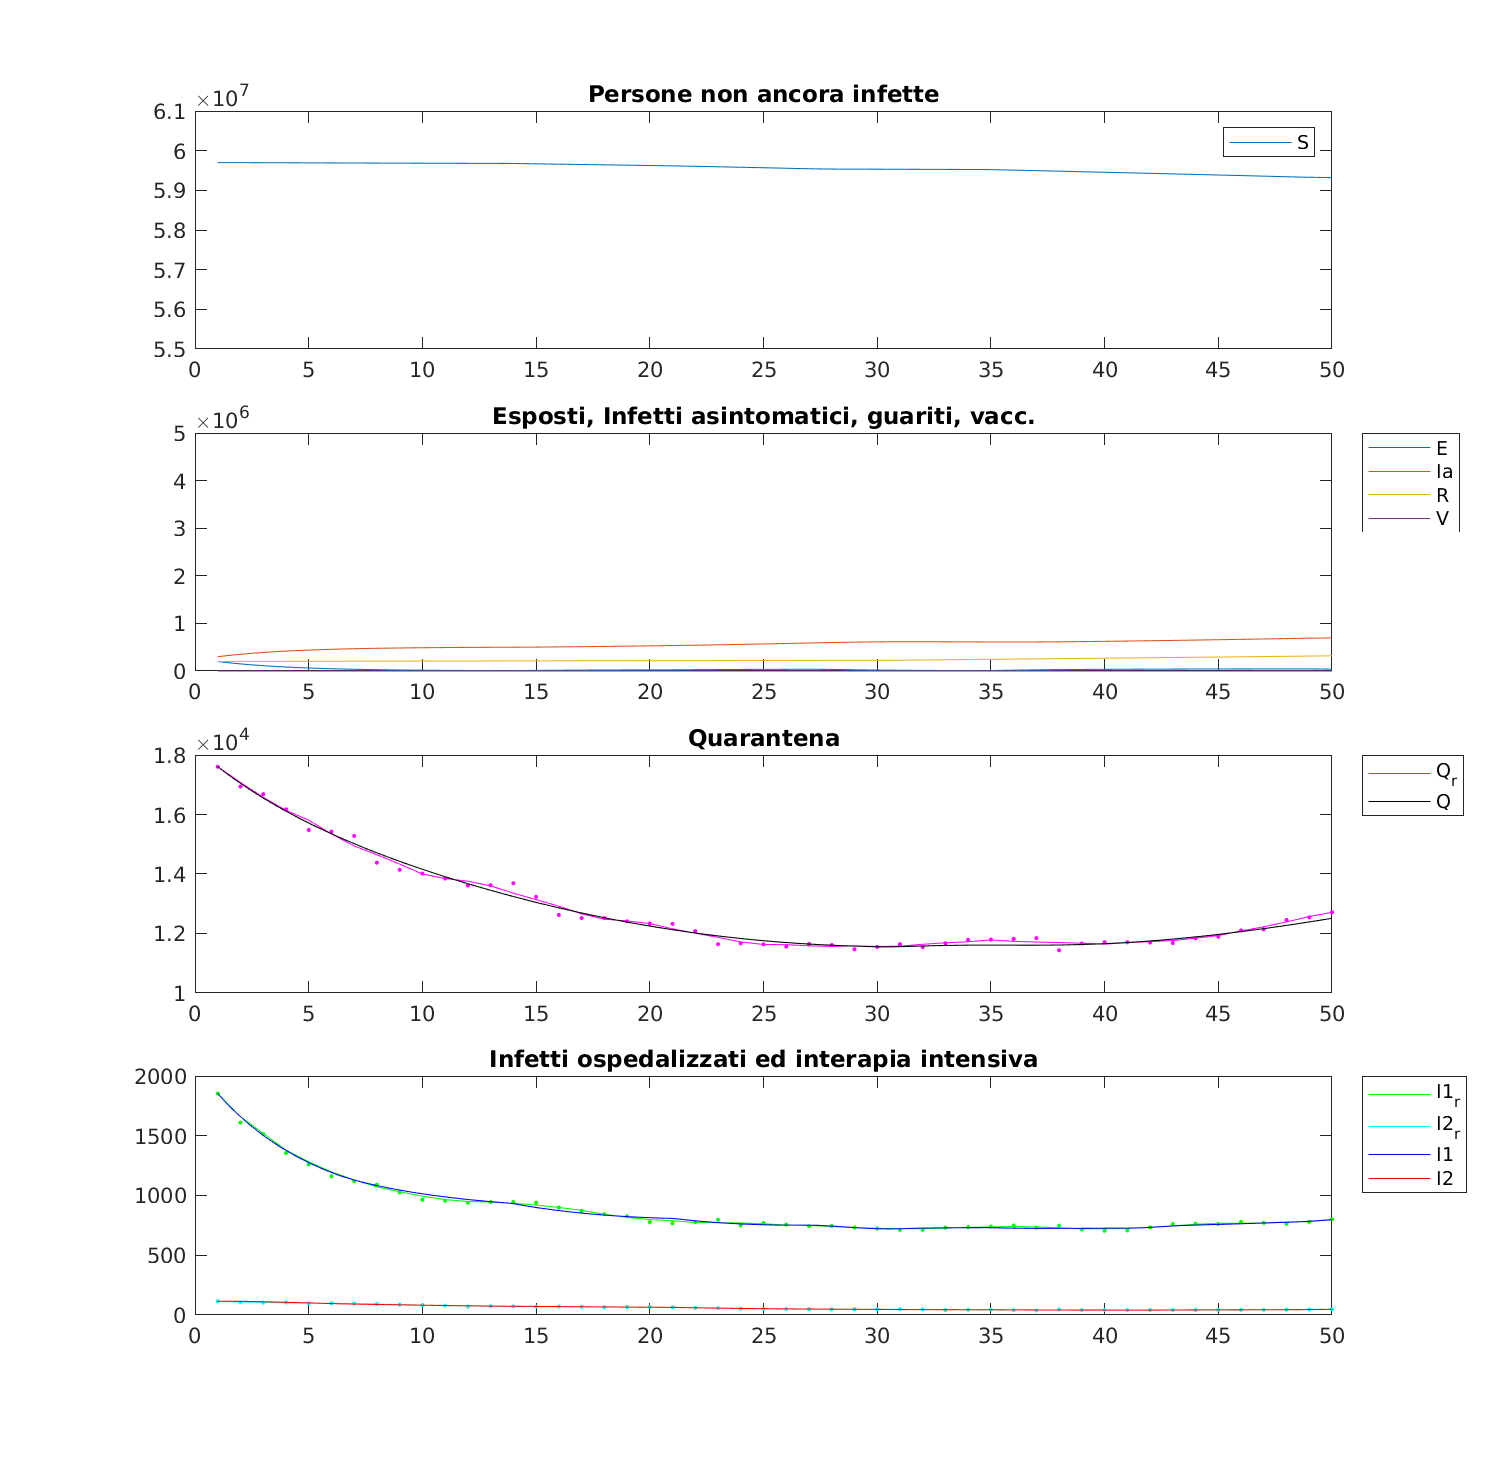 Persone non ancora infette
×10^7
6.1
6
5.9
5.8
5.7
5.6
5.5
0 5 10 15 20 25 30 35 40 45 50
S
Esposti, Infetti asintomatici, guariti, vacc.
×10^6
5
4
3
2
1
0
0 5 10 15 20 25 30 35 40 45 50
E
Ia
R
V
Quarantena
×10^4
1.8
1.6
1.4
1.2
1
0 5 10 15 20 25 30 35 40 45 50
Q_r
Q
Infetti ospedalizzati ed interapia intensiva
2000
1500
1000
500
0
0 5 10 15 20 25 30 35 40 45 50
I1_r
I2_r
I1
I2